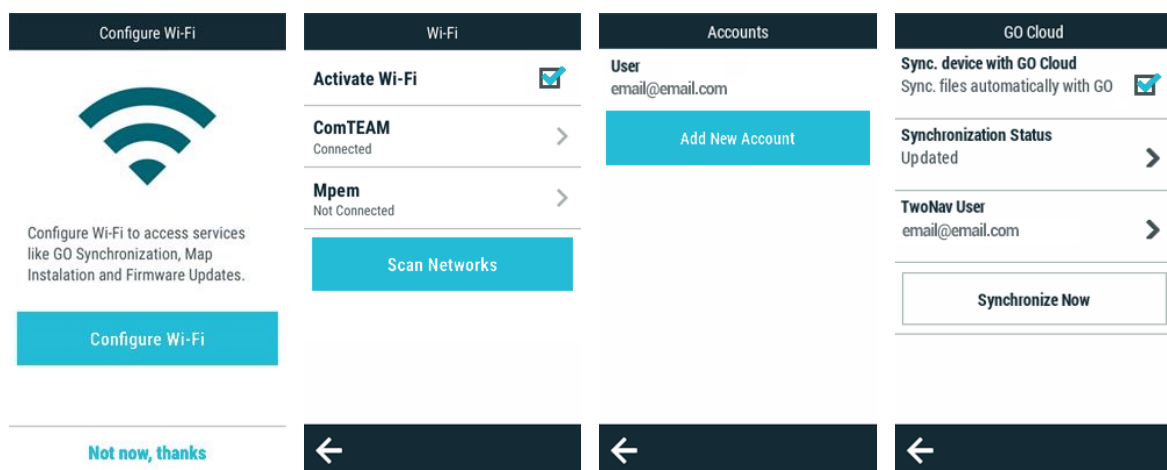 Configure Wi-Fi
Configure Wi-Fi to access services
like GO Synchronization, Map
Instalation and Firmware Updates.
Configure Wi-Fi
Not now, thanks
Wi-Fi
Activate Wi-Fi
ComTEAM
Connected
Mpem
Not Connected
Scan Networks
Accounts
User
email@email.com
Add New Account
GO Cloud
Sync. device with GO Cloud
Sync. files automatically with GO
Synchronization Status
Updated
TwoNav User
email@email.com
Synchronize Now